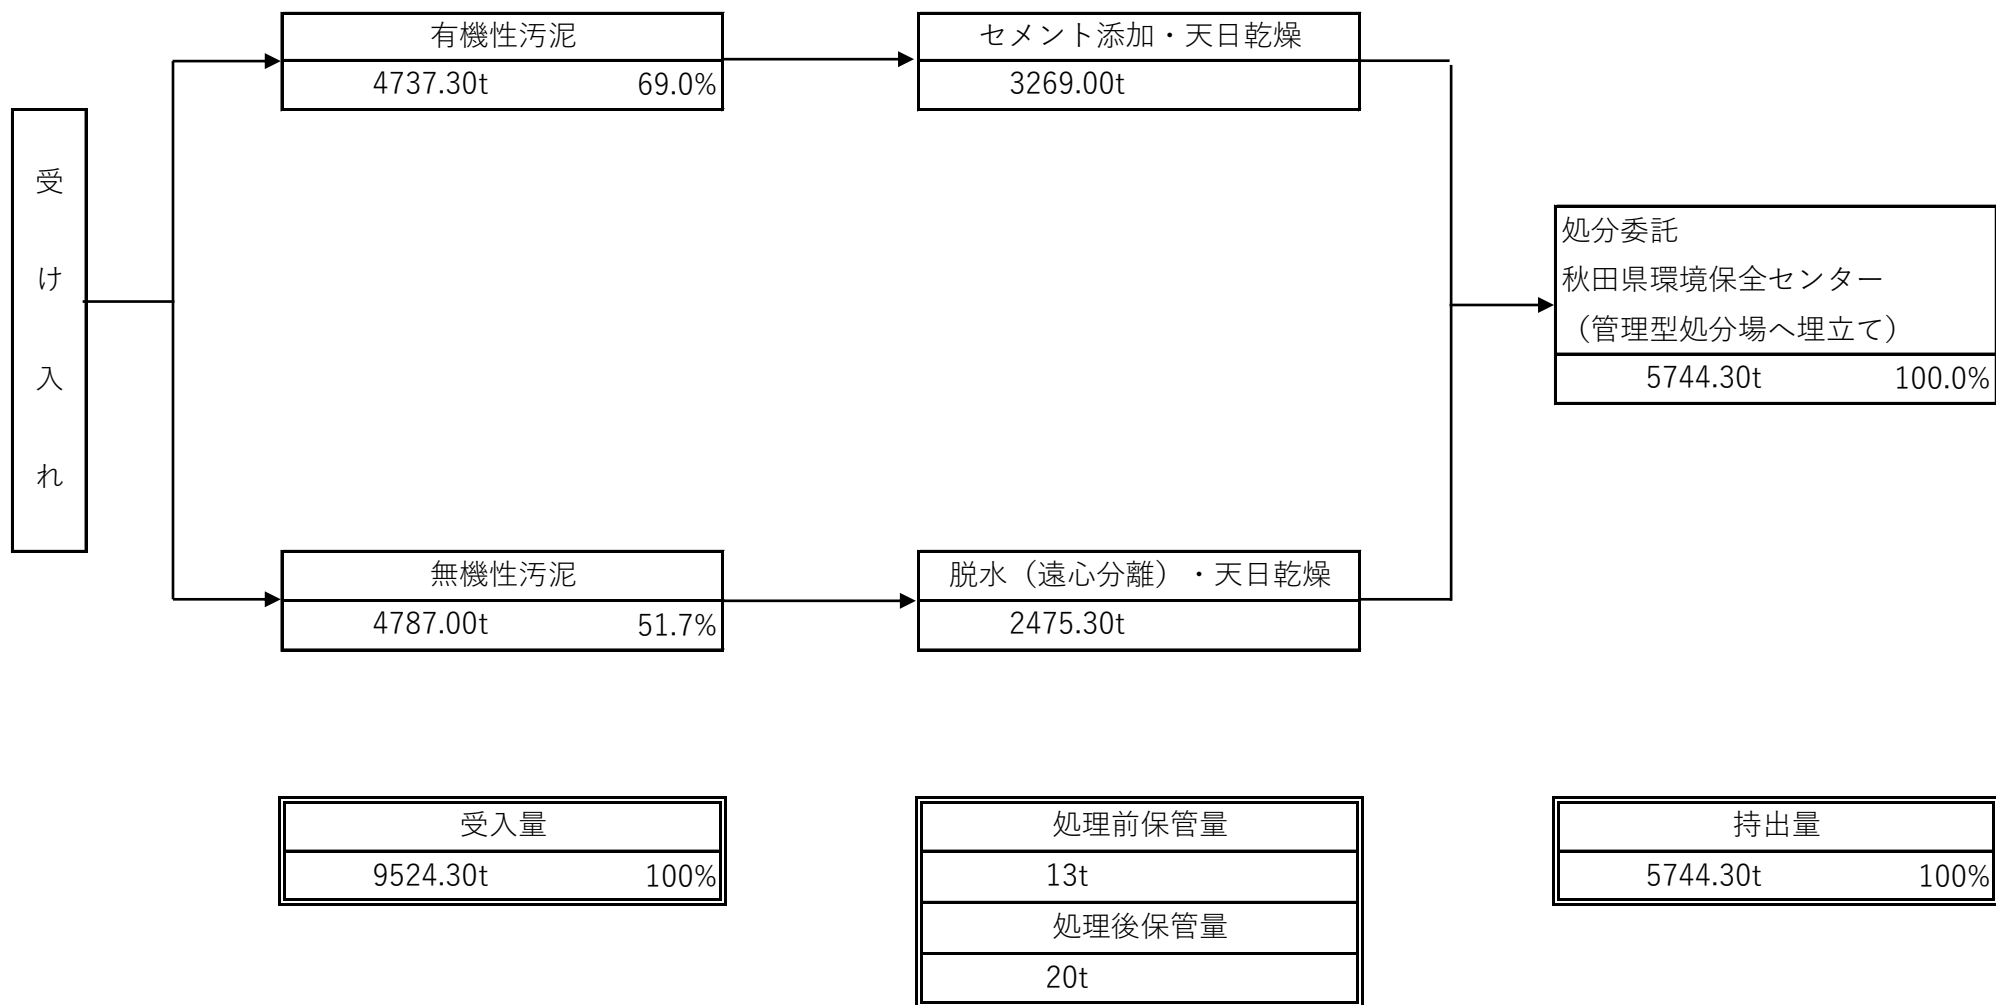 受け入れ
有機性汚泥
4737.30t 69.0%
セメント添加・天日乾燥
3269.00t
無機性汚泥
4787.00t 51.7%
脱水（遠心分離）・天日乾燥
2475.30t
処分委託
秋田県環境保全センター
（管理型処分場へ埋立て）
5744.30t 100.0%
受入量
9524.30t 100%
処理前保管量
13t
処理後保管量
20t
持出量
5744.30t 100%